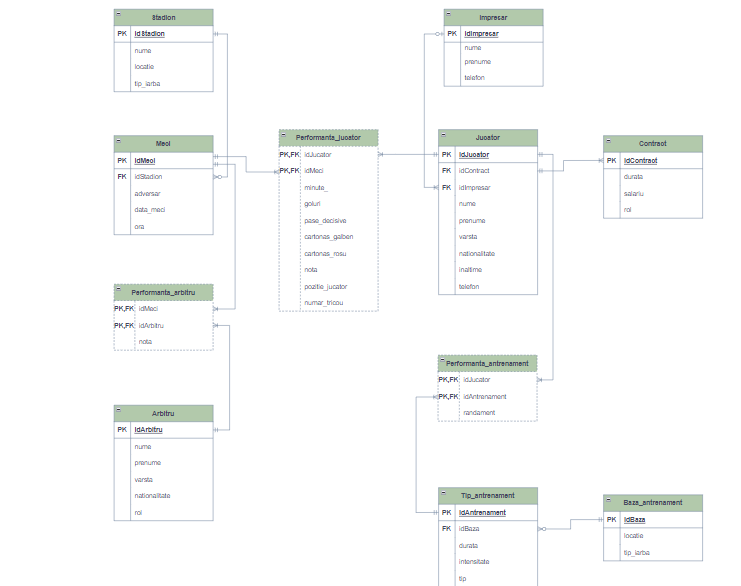 Stadion
PK idStadion
nume
locatie
tip_iarba
Imprecar
PK idImprecar
nume
prenume
telefon
Meci
PK idMeci
FK idStadion
adversar
data_meci
ora
Performanta_jucator
PK,FK idJucator
PK,FK idMeci
minute_
goluri
pase_decisive
cartonas_galben
cartonas_rosu
nota
pozitie_jucator
numar_tricou
Jucator
PK idJucator
FK idContract
FK idImpresar
nume
prenume
varsta
nationalitate
inaltime
telefon
Contract
PK idContract
durata
salariu
rol
Performanta_arbitru
PK,FK idMeci
PK,FK idArbitru
nota
Performanta_antrenament
PK,FK idJucator
PK,FK idAntrenament
randament
Arbitru
PK idArbitru
nume
prenume
varsta
nationalitate
rol
Tip_antrenament
PK idAntrenament
FK idBaza
durata
intensitate
tip
Baza_antrenament
PK idBaza
locatie
tip_iarba